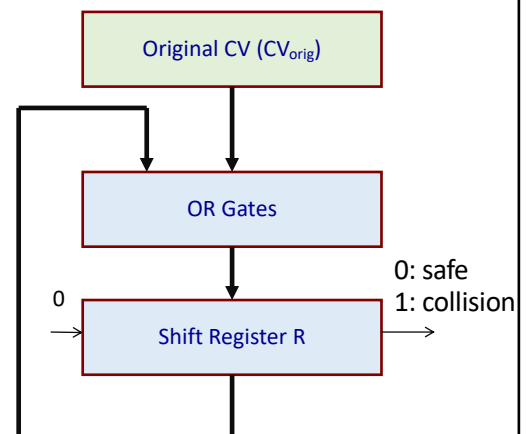 Original CV (CVorig)
OR Gates
0: safe
0
1: collision
Shift Register R